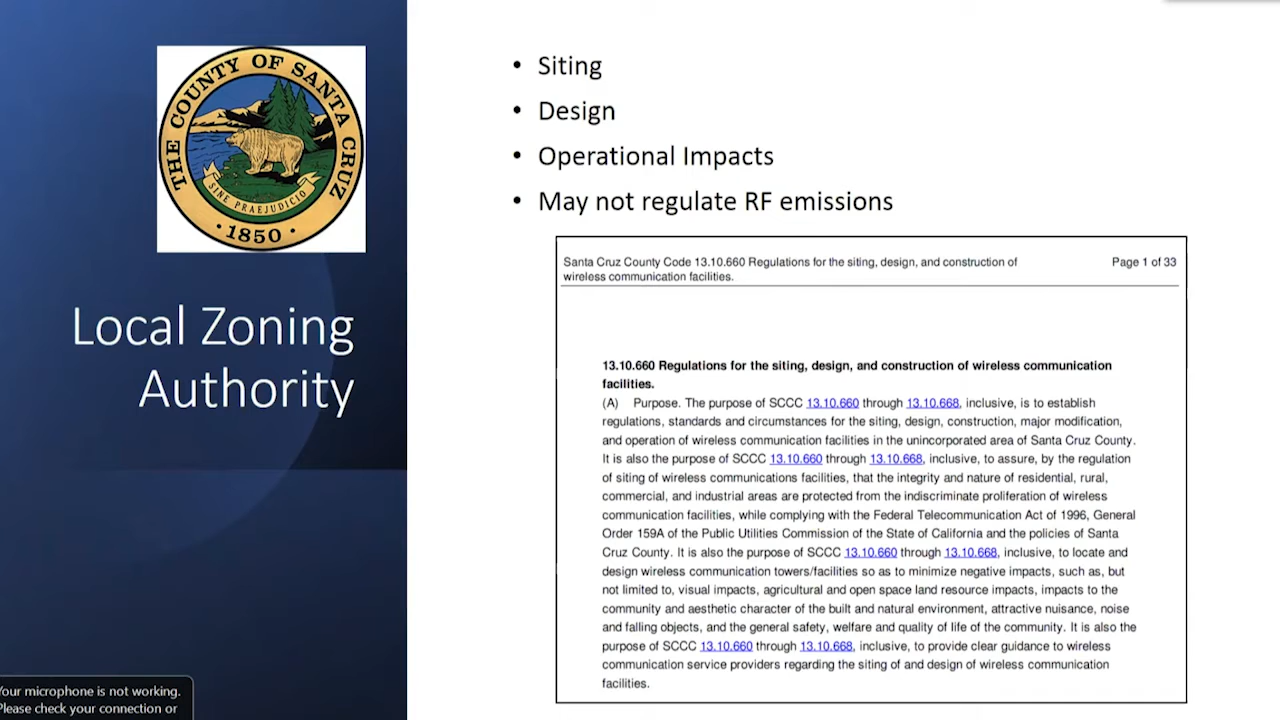 THE COUNTY OF SANTA CRUZ
SINE PRAEJUDICIO
• 1850 •
Local Zoning
Authority
• Siting
• Design
• Operational Impacts
• May not regulate RF emissions
Santa Cruz County Code 13.10.660 Regulations for the siting, design, and construction of Page 1 of 33
wireless communication facilities.
13.10.660 Regulations for the siting, design, and construction of wireless communication
facilities.
(A) Purpose. The purpose of SCCC 13.10.660 through 13.10.668, inclusive, is to establish
regulations, standards and circumstances for the siting, design, construction, major modification,
and operation of wireless communication facilities in the unincorporated area of Santa Cruz County.
It is also the purpose of SCCC 13.10.660 through 13.10.668, inclusive, to assure, by the regulation
of siting of wireless communications facilities, that the integrity and nature of residential, rural,
commercial, and industrial areas are protected from the indiscriminate proliferation of wireless
communication facilities, while complying with the Federal Telecommunication Act of 1996, General
Order 159A of the Public Utilities Commission of the State of California and the policies of Santa
Cruz County. It is also the purpose of SCCC 13.10.660 through 13.10.668, inclusive, to locate and
design wireless communication towers/facilities so as to minimize negative impacts, such as, but
not limited to, visual impacts, agricultural and open space land resource impacts, impacts to the
community and aesthetic character of the built and natural environment, attractive nuisance, noise
and falling objects, and the general safety, welfare and quality of life of the community. It is also the
purpose of SCCC 13.10.660 through 13.10.668, inclusive, to provide clear guidance to wireless
communication service providers regarding the siting of and design of wireless communication
facilities.
Your microphone is not working.
Please check your connection or